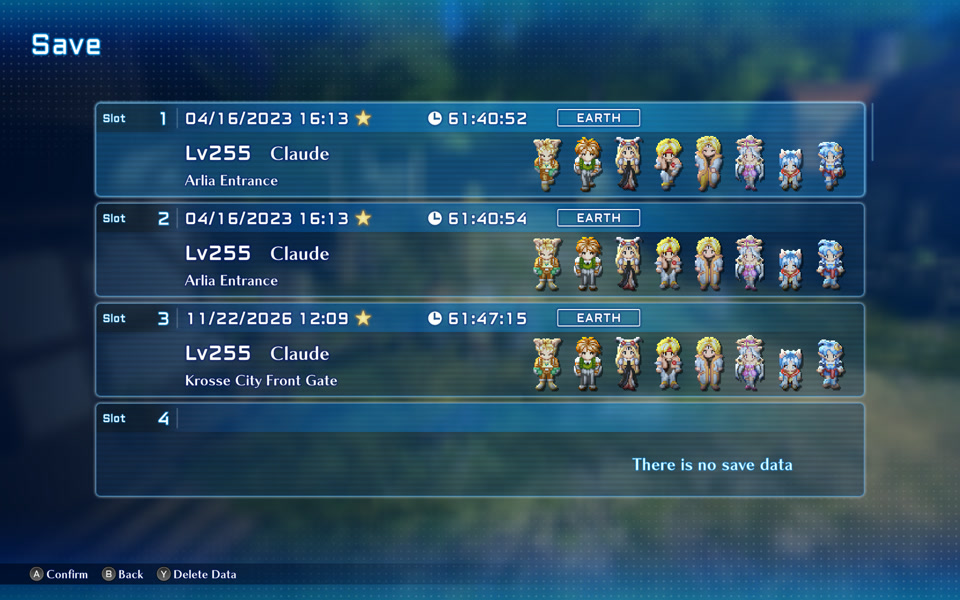 Save
Slot 1 04/16/2023 16:13 61:40:52 EARTH
Lv255 Claude
Arlia Entrance
Slot 2 04/16/2023 16:13 61:40:54 EARTH
Lv255 Claude
Arlia Entrance
Slot 3 11/22/2026 12:09 61:47:15 EARTH
Lv255 Claude
Krosse City Front Gate
Slot 4
There is no save data
A Confirm B Back Y Delete Data